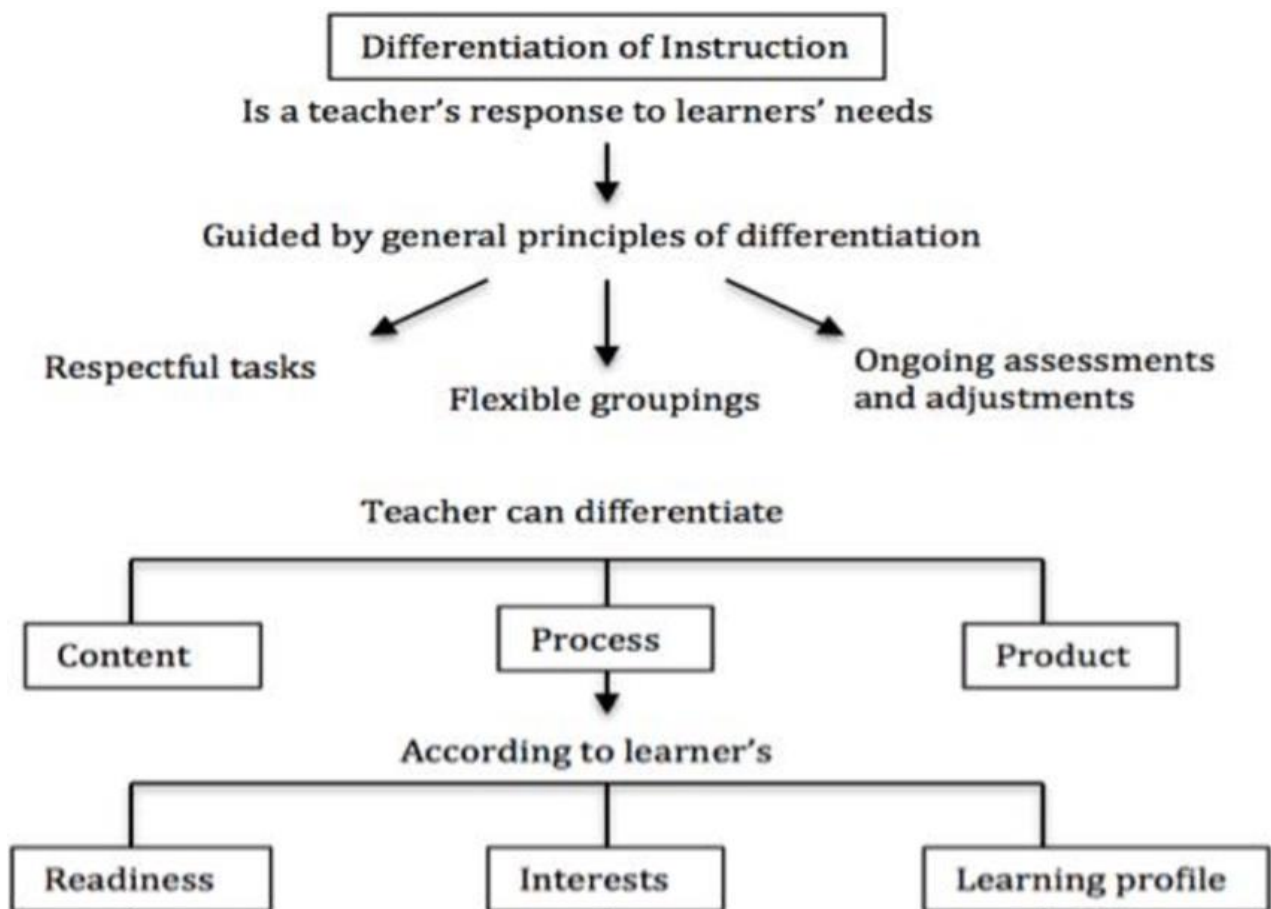 Differentiation of Instruction
Is a teacher's response to learners' needs
Guided by general principles of differentiation
Respectful tasks
Flexible groupings
Ongoing assessments
and adjustments
Teacher can differentiate
Content
Process
Product
According to learner's
Readiness
Interests
Learning profile